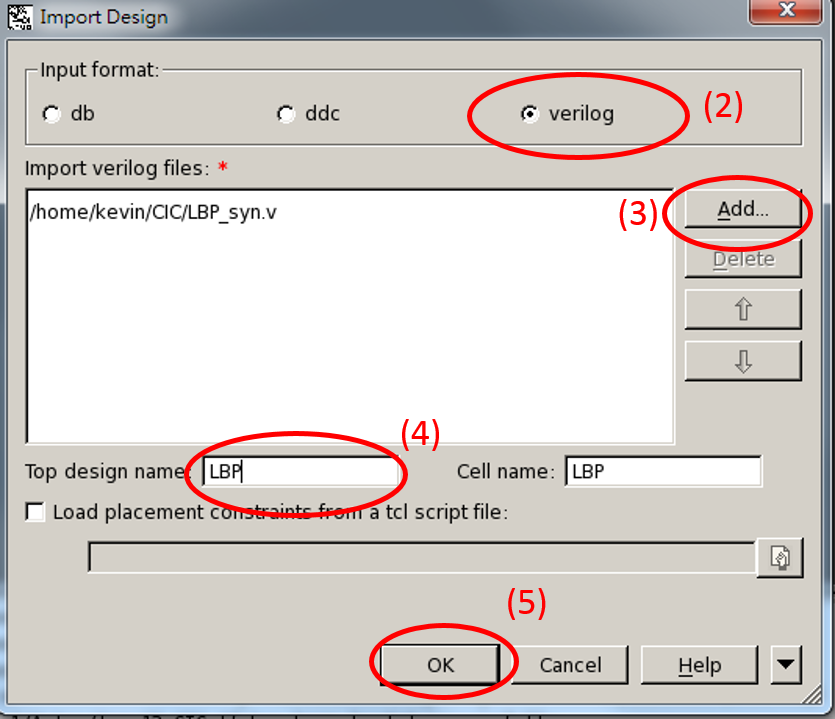 Import Design
Input format:
db
ddc
verilog
(2)
Import verilog files: *
/home/kevin/CIC/LBP_syn.v
(3)
Add...
Delete
(4)
Top design name: LBP
Cell name: LBP
Load placement constraints from a tcl script file:
(5)
OK
Cancel
Help